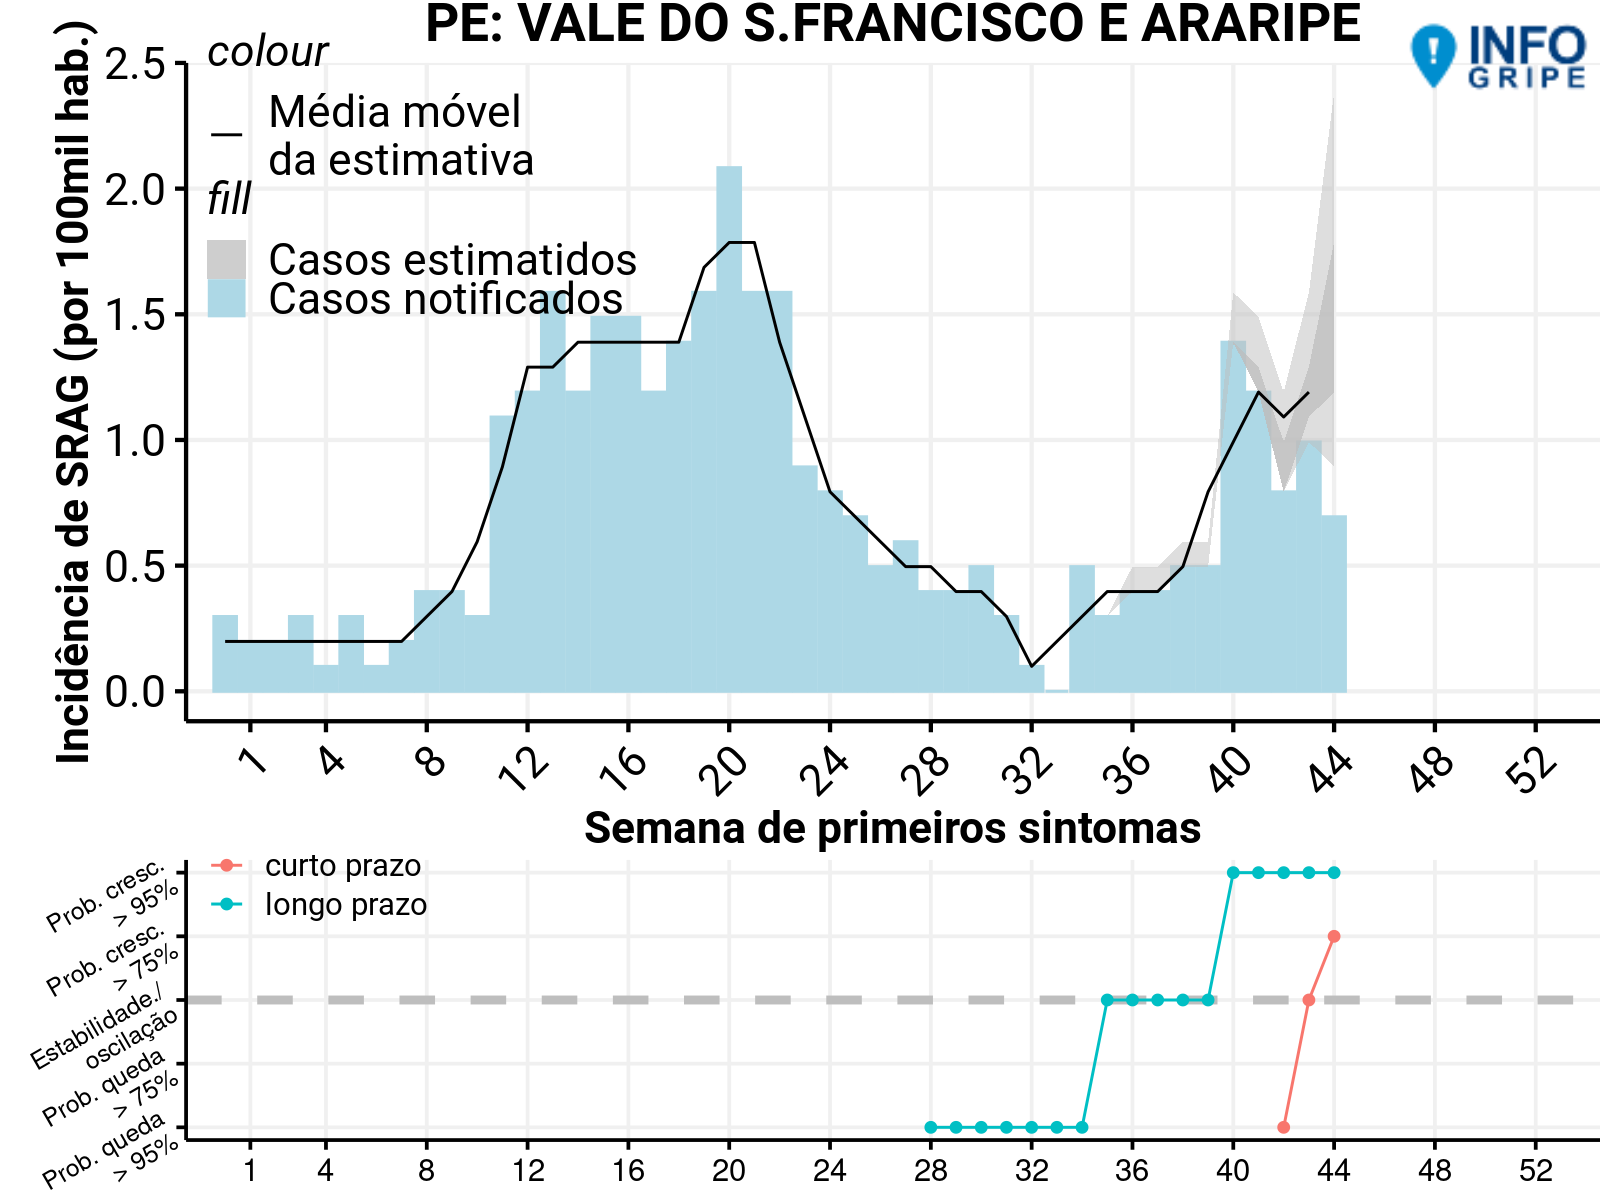 PE: VALE DO S.FRANCISCO E ARARIPE
INFO
GRIPE
Incidência de SRAG (por 100mil hab.)
2.5
2.0
1.5
1.0
0.5
0.0
colour
Média móvel
da estimativa
fill
Casos estimatidos
Casos notificados
1 4 8 12 16 20 24 28 32 36 40 44 48 52
Semana de primeiros sintomas
curto prazo
longo prazo
Prob. cresc.
> 95%
Prob. cresc.
> 75%
Estabilidade./
oscilação
Prob. queda
> 75%
Prob. queda
> 95%
1 4 8 12 16 20 24 28 32 36 40 44 48 52